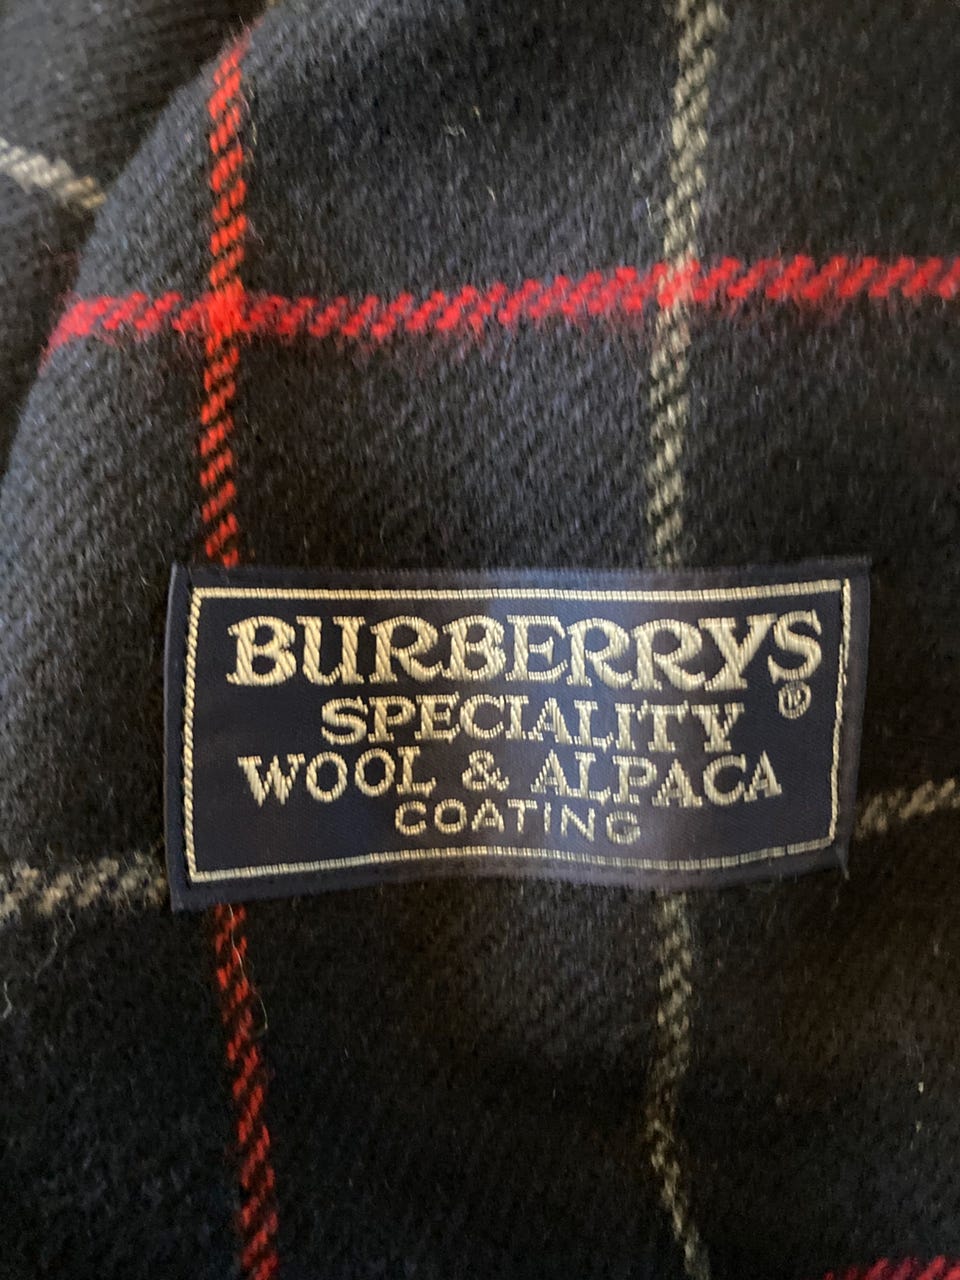 BURBERRYS®
SPECIALITY
WOOL & ALPACA
COATING